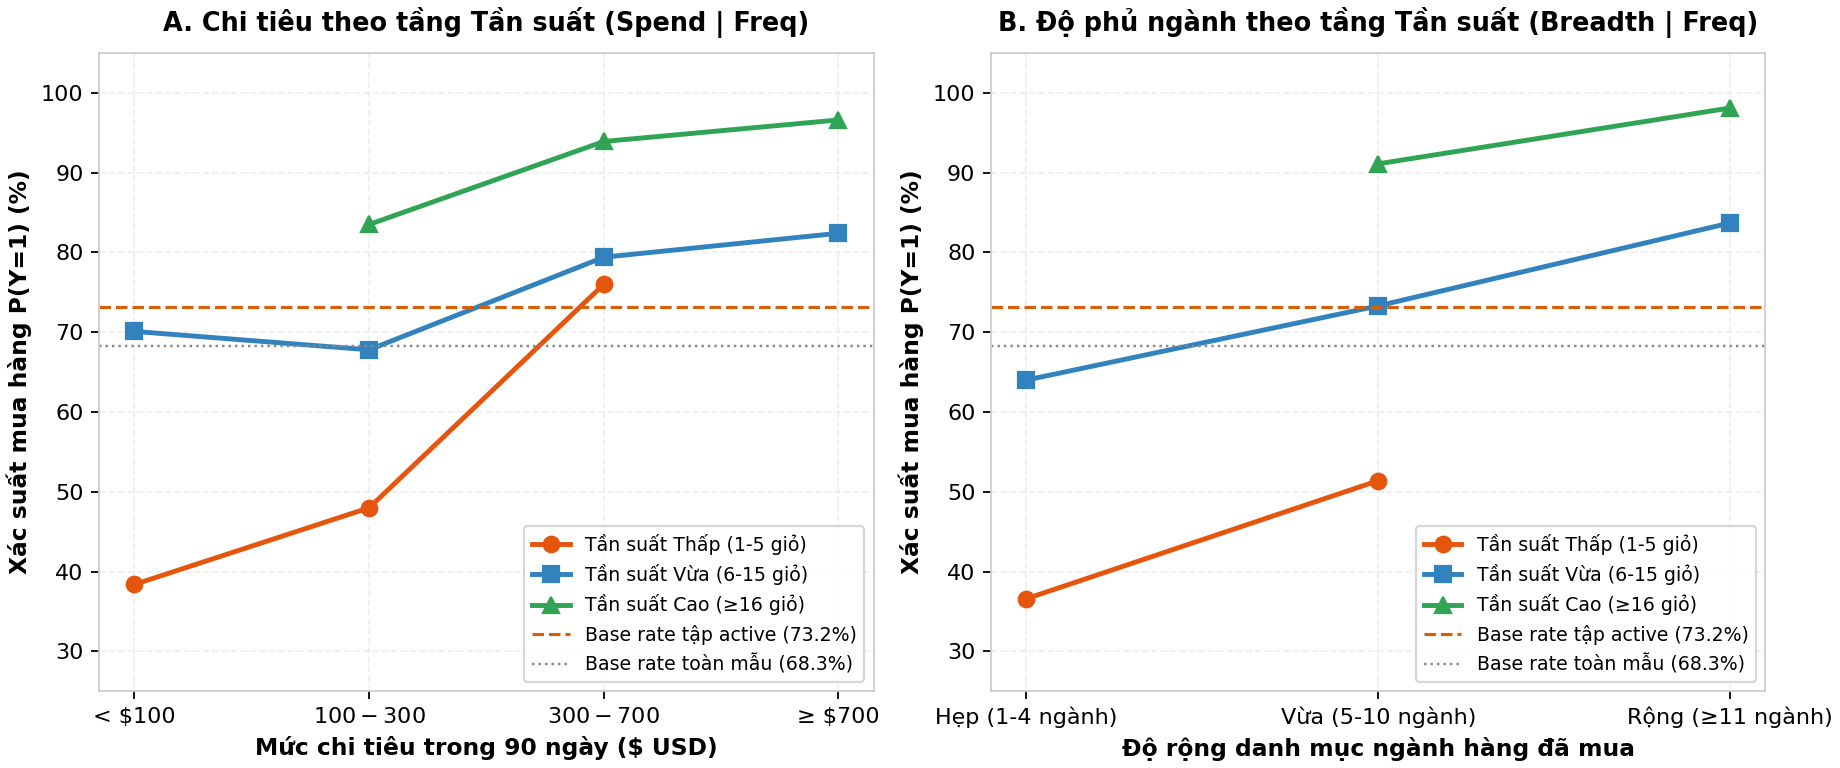 A. Chi tiêu theo tầng Tần suất (Spend | Freq)
Xác suất mua hàng P(Y=1) (%)
100
90
80
70
60
50
40
30
Tần suất Thấp (1-5 giỏ)
Tần suất Vừa (6-15 giỏ)
Tần suất Cao (≥16 giỏ)
Base rate tập active (73.2%)
Base rate toàn mẫu (68.3%)
< $100
100 − 300
300 − 700
≥ $700
Mức chi tiêu trong 90 ngày ($ USD)
B. Độ phủ ngành theo tầng Tần suất (Breadth | Freq)
Xác suất mua hàng P(Y=1) (%)
100
90
80
70
60
50
40
30
Tần suất Thấp (1-5 giỏ)
Tần suất Vừa (6-15 giỏ)
Tần suất Cao (≥16 giỏ)
Base rate tập active (73.2%)
Base rate toàn mẫu (68.3%)
Hẹp (1-4 ngành)
Vừa (5-10 ngành)
Rộng (≥11 ngành)
Độ rộng danh mục ngành hàng đã mua